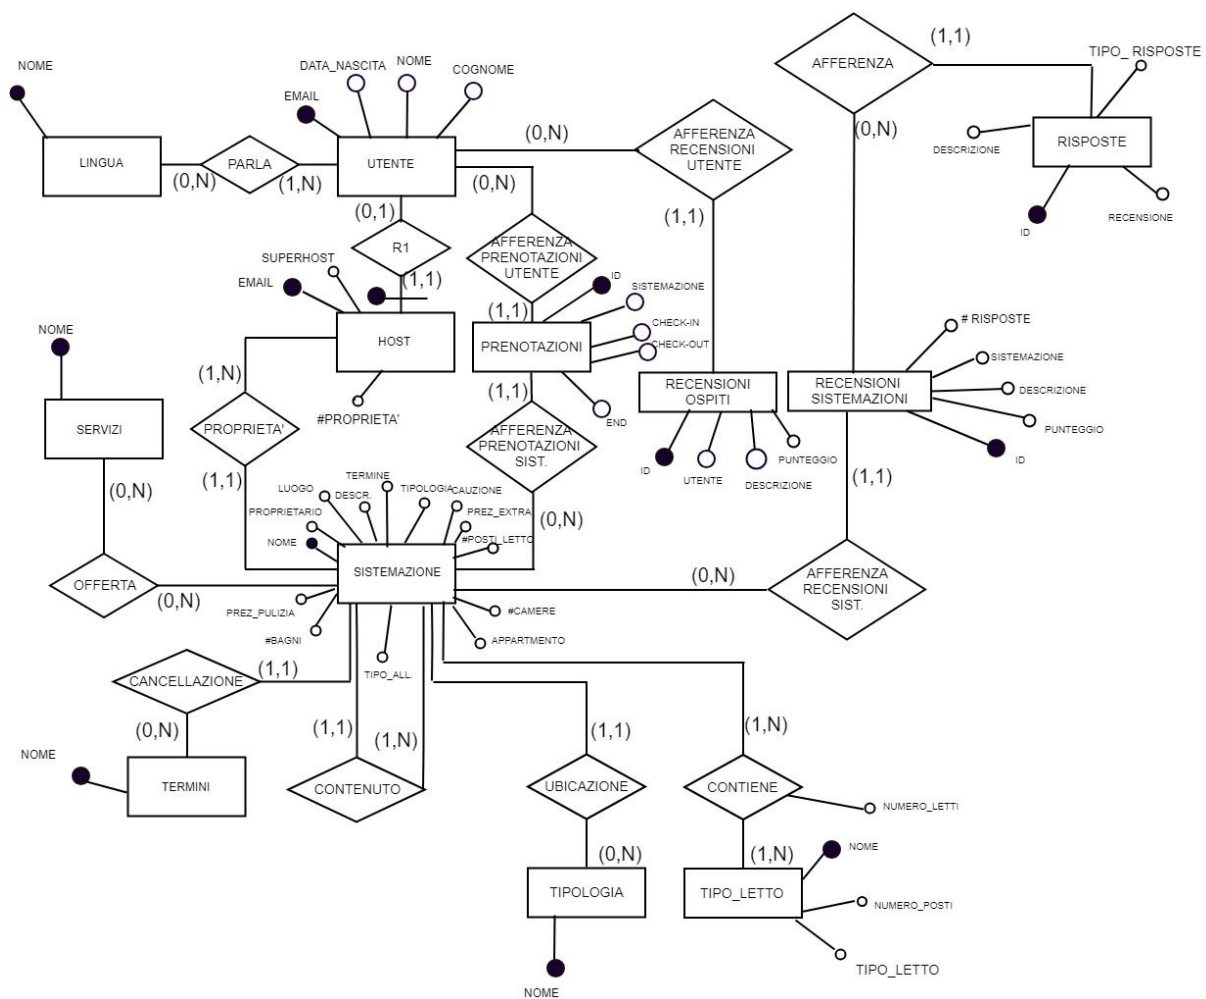 NOME
LINGUA
(0,N)
PARLA
(1,N)
DATA_NASCITA
NOME
COGNOME
EMAIL
UTENTE
(0,N)
(0,N)
(0,1)
R1
(1,1)
AFFERENZA
RECENSIONI
UTENTE
(1,1)
AFFERENZA
(1,1)
(0,N)
TIPO_RISPOSTE
DESCRIZIONE
RISPOSTE
ID
RECENSIONE
AFFERENZA
PRENOTAZIONI
UTENTE
(1,1)
SUPERHOST
EMAIL
HOST
#PROPRIETA'
ID
SISTEMAZIONE
CHECK-IN
CHECK-OUT
PRENOTAZIONI
END
(1,1)
NOME
SERVIZI
(0,N)
(1,N)
PROPRIETA'
(1,1)
AFFERENZA
PRENOTAZIONI
SIST.
(0,N)
RECENSIONI
OSPITI
ID
UTENTE
DESCRIZIONE
PUNTEGGIO
RECENSIONI
SISTEMAZIONI
# RISPOSTE
SISTEMAZIONE
DESCRIZIONE
PUNTEGGIO
ID
(1,1)
TERMINE
LUOGO
DESCR.
TIPOLOGIA
CAUZIONE
PROPRIETARIO
PREZ_EXTRA
NOME
#POSTI_LETTO
SISTEMAZIONE
OFFERTA
(0,N)
(0,N)
AFFERENZA
RECENSIONI
SIST.
PREZ_PULIZIA
#BAGNI
#CAMERE
APPARTMENTO
TIPO_ALL.
CANCELLAZIONE
(1,1)
(0,N)
NOME
TERMINI
(1,1)
(1,N)
CONTENUTO
(1,1)
UBICAZIONE
(0,N)
TIPOLOGIA
NOME
(1,N)
CONTIENE
NUMERO_LETTI
(1,N)
NOME
TIPO_LETTO
NUMERO_POSTI
TIPO_LETTO